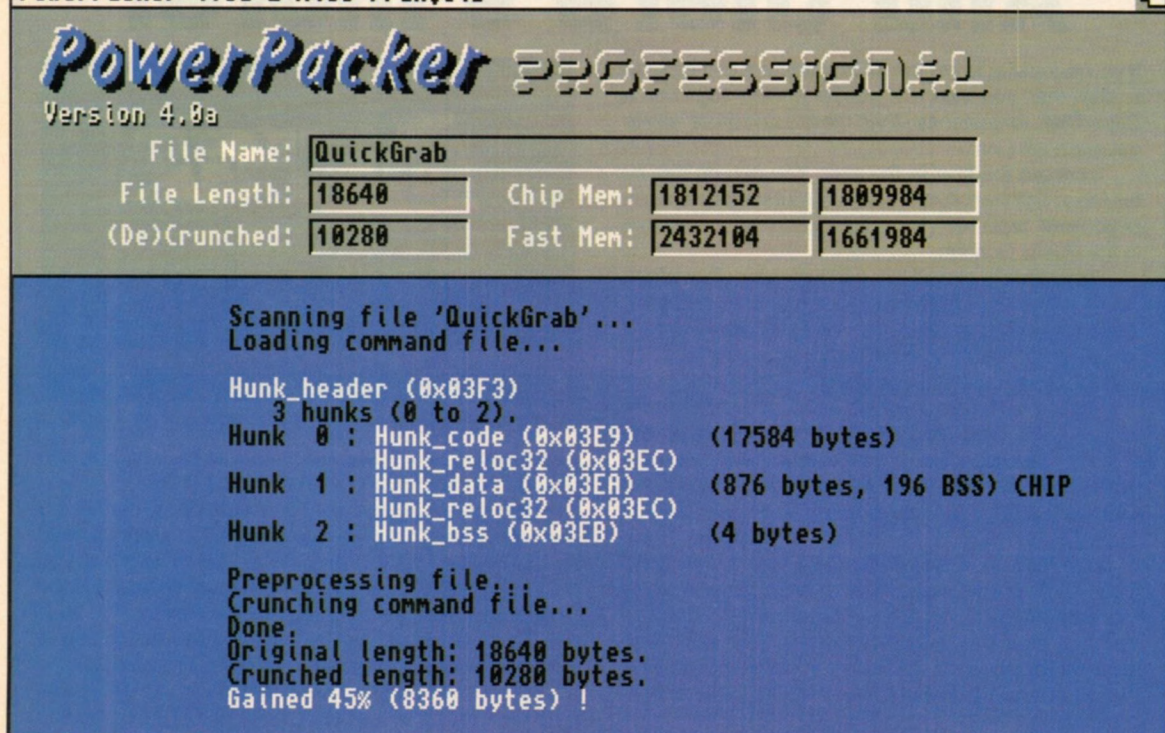 PowerPacker PROFESSIONAL
Version 4.0a
File Name: QuickGrab
File Length: 18640 Chip Mem: 1812152 1809984
(De)Crunched: 10280 Fast Mem: 2432104 1661984
Scanning file 'QuickGrab'...
Loading command file...
Hunk_header (0x03F3)
3 hunks (0 to 2).
Hunk 0 : Hunk_code (0x03E9) (17584 bytes)
Hunk_reloc32 (0x03EC)
Hunk 1 : Hunk_data (0x03EA) (876 bytes, 196 BSS) CHIP
Hunk_reloc32 (0x03EC)
Hunk 2 : Hunk_bss (0x03EB) (4 bytes)
Preprocessing file...
Crunching command file...
Done.
Original length: 18640 bytes.
Crunched length: 10280 bytes.
Gained 45% (8360 bytes) !